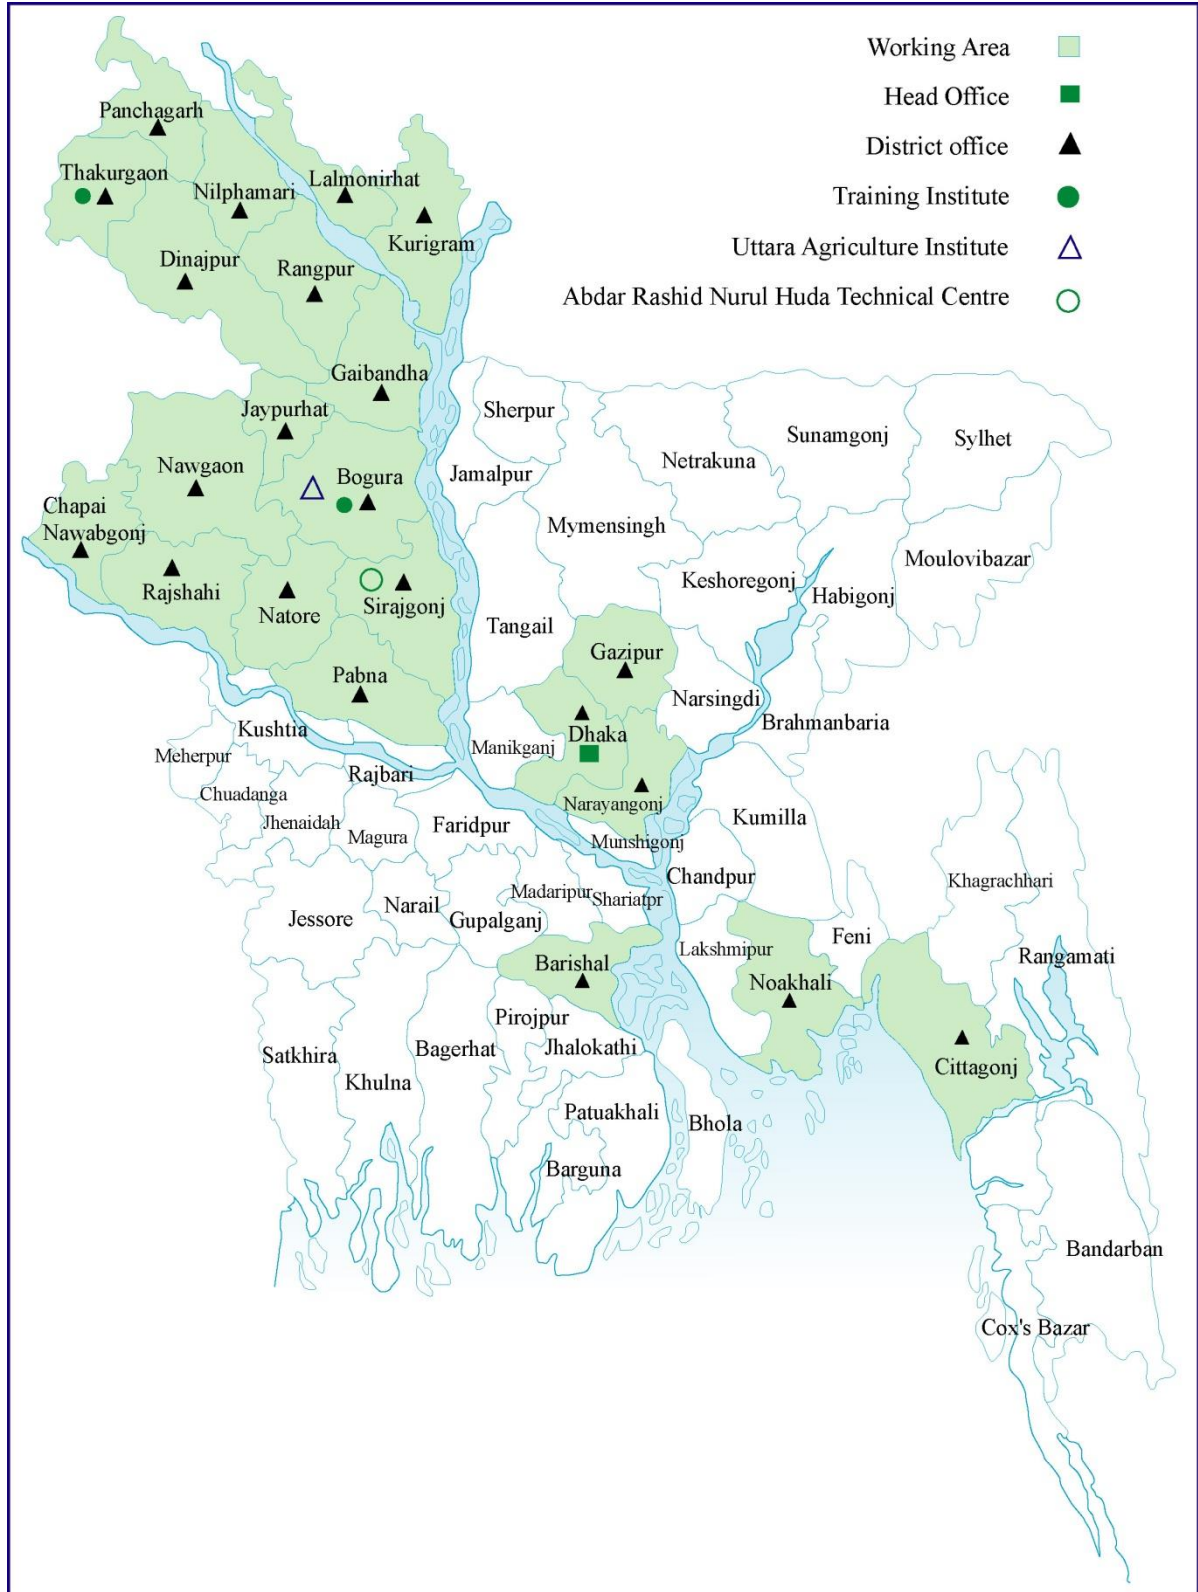 Working Area
Head Office
District office
Training Institute
Uttara Agriculture Institute
Abdar Rashid Nurul Huda Technical Centre
Panchagarh
Thakurgaon
Nilphamari
Lalmonirhat
Kurigram
Dinajpur
Rangpur
Gaibandha
Jaypurhat
Nawgaon
Bogura
Chapai
Nawabgonj
Rajshahi
Natore
Sirajgonj
Pabna
Sherpur
Jamalpur
Netrakuna
Sunamgonj
Sylhet
Mymensingh
Moulovibazar
Keshoregonj
Habigonj
Tangail
Gazipur
Narsingdi
Brahmanbaria
Dhaka
Manikganj
Narayangonj
Munshigonj
Kushtia
Meherpur
Rajbari
Chuadanga
Jhenaidah
Magura
Faridpur
Kumilla
Chandpur
Madaripur
Shariatpr
Jessore
Narail
Gupalganj
Khagrachhari
Feni
Lakshmipur
Rangamati
Barishal
Noakhali
Pirojpur
Jhalokathi
Satkhira
Khulna
Bagerhat
Cittagonj
Patuakhali
Bhola
Barguna
Bandarban
Cox's Bazar